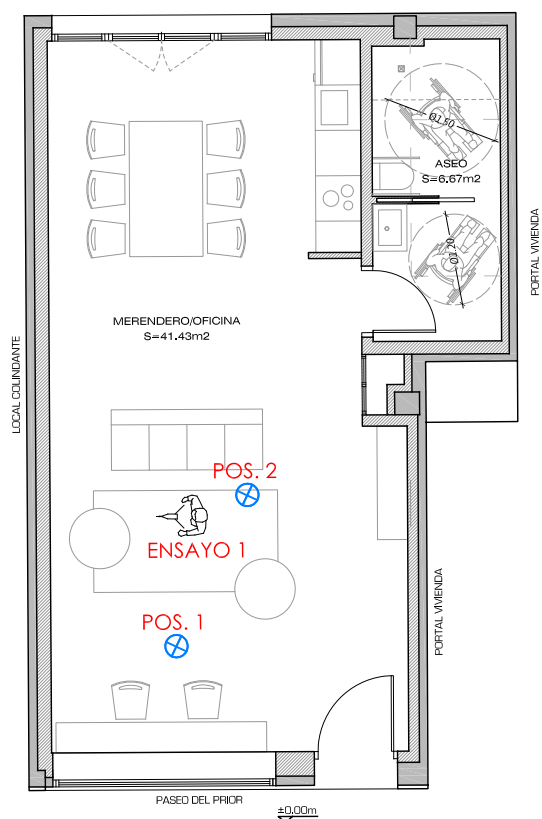 Ø1.50
ASEO
S=6.67m2
Ø1.20
PORTAL VIVIENDA
MERENDERO/OFICINA
S=41.43m2
LOCAL COLINDANTE
POS. 2
ENSAYO 1
POS. 1
PORTAL VIVIENDA
PASEO DEL PRIOR
±0.00m